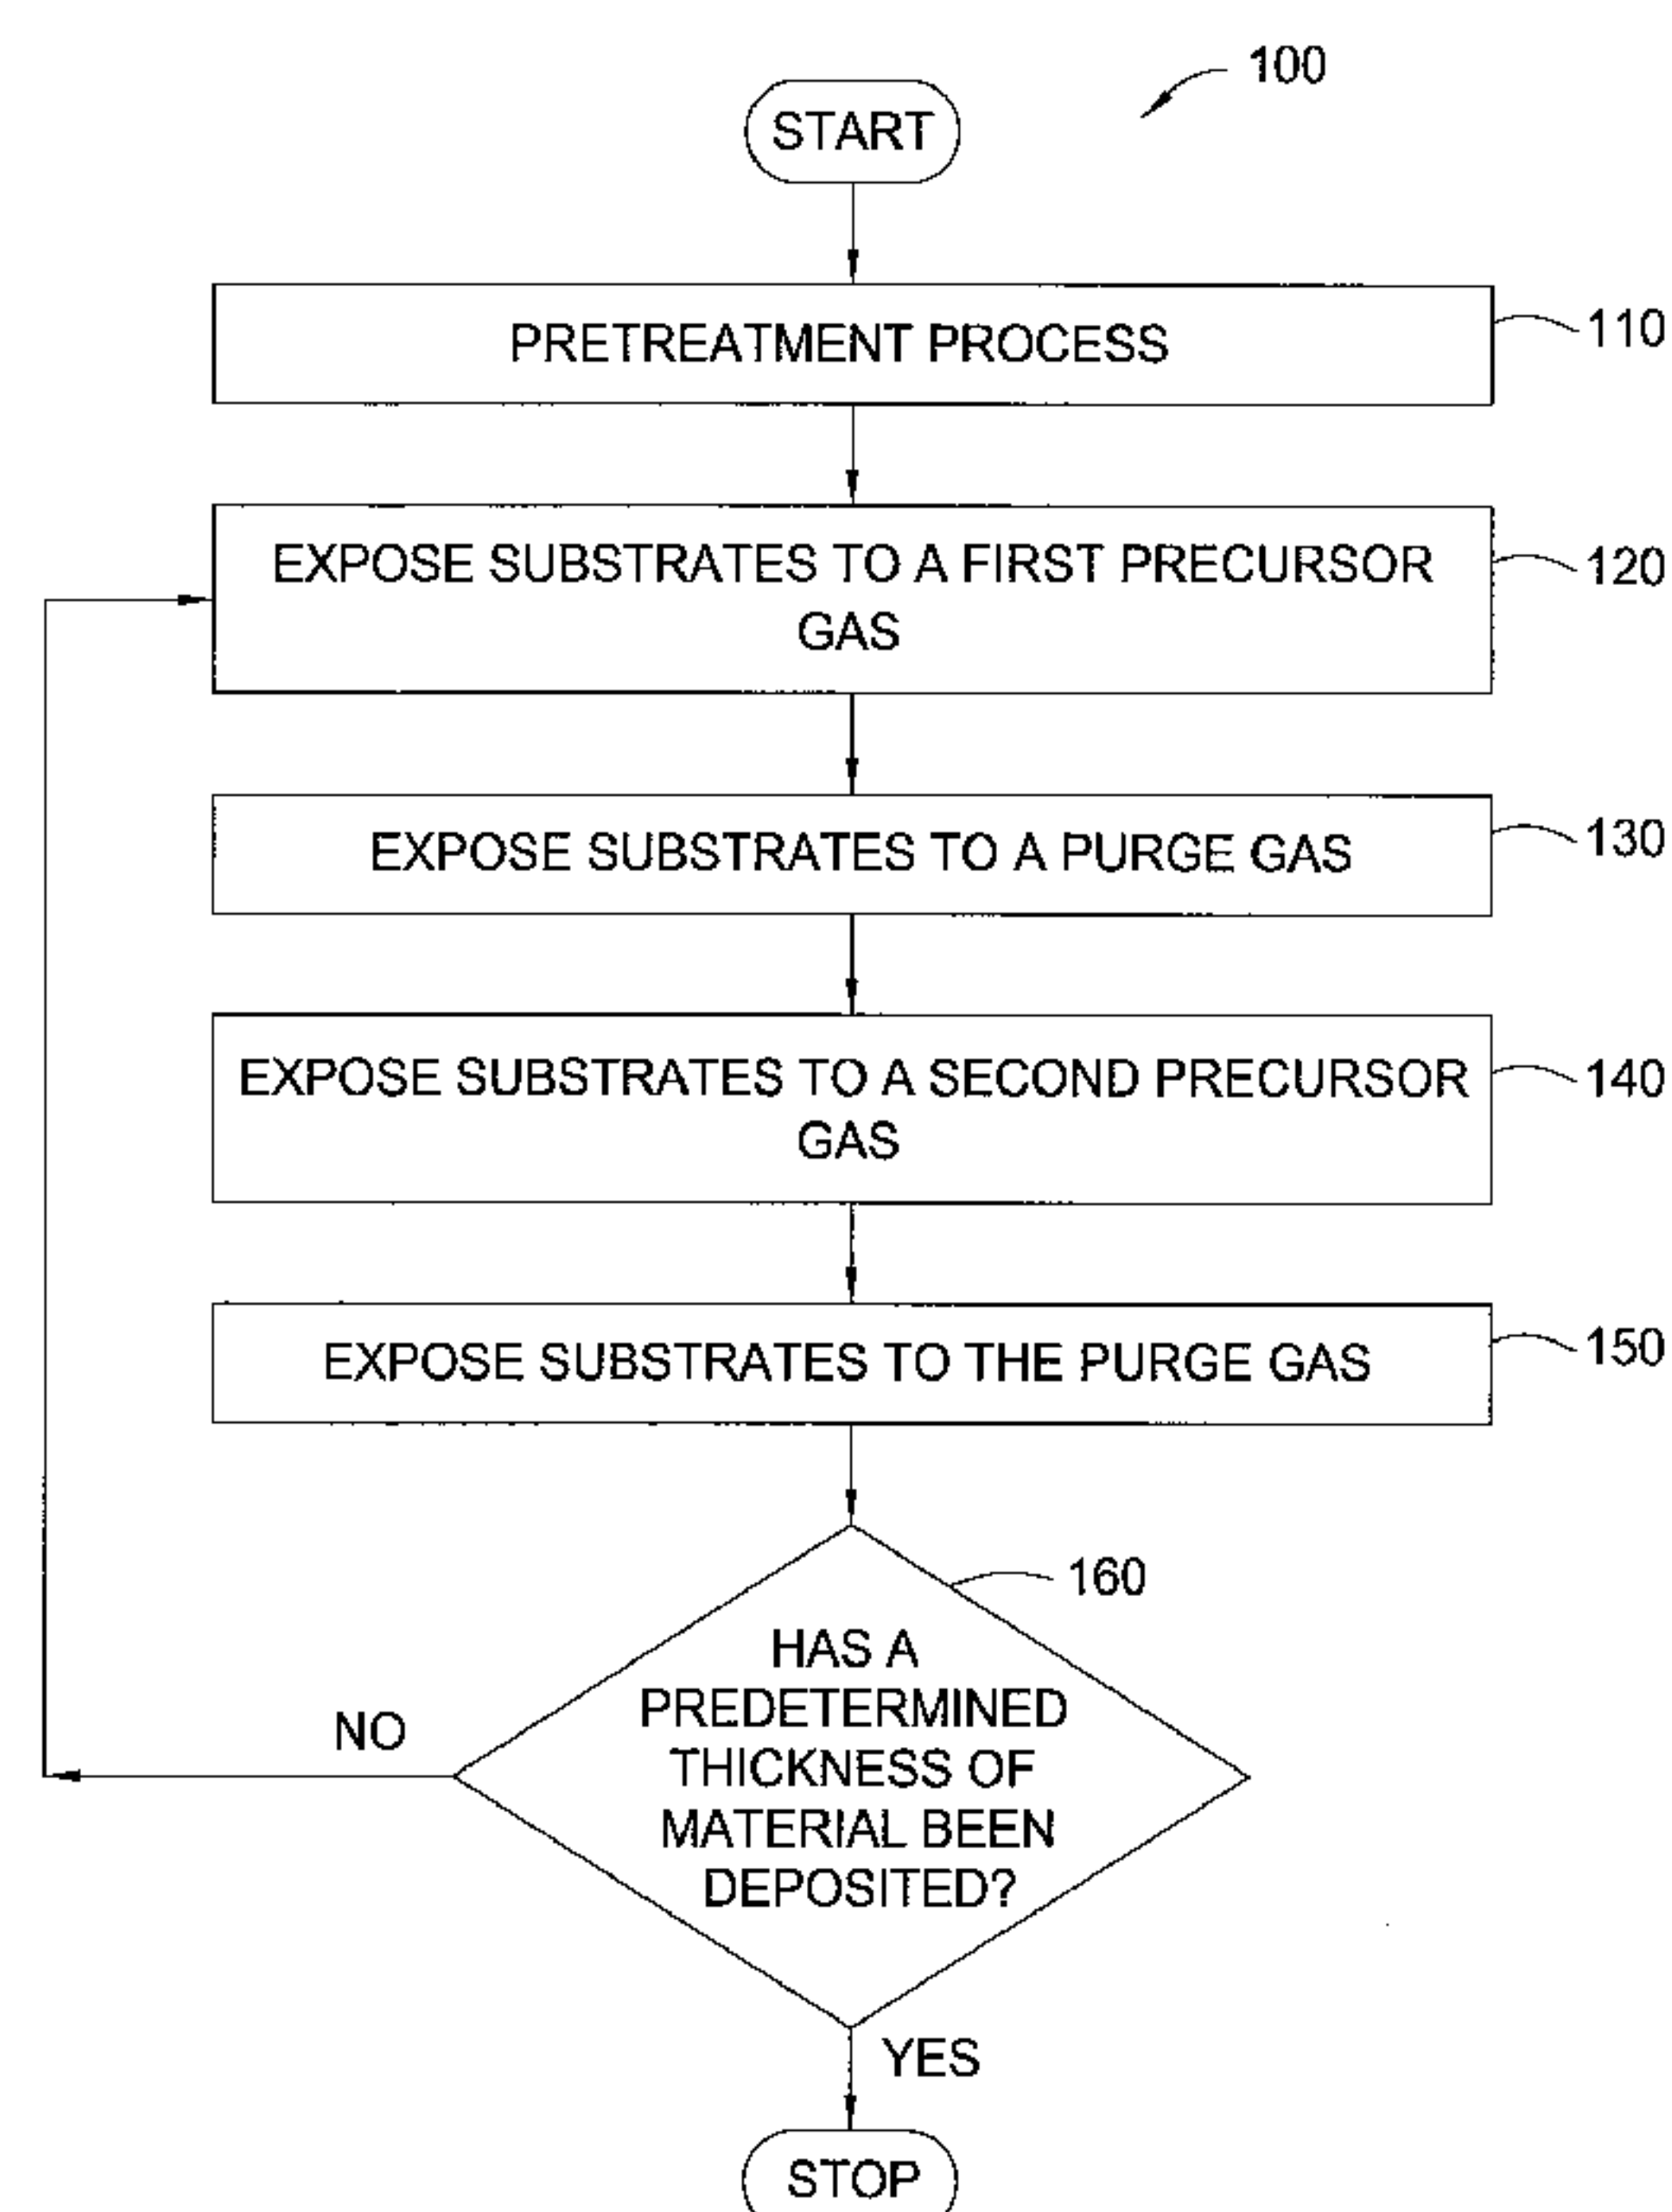 100
START
PRETREATMENT PROCESS
110
EXPOSE SUBSTRATES TO A FIRST PRECURSOR
GAS
120
EXPOSE SUBSTRATES TO A PURGE GAS
130
EXPOSE SUBSTRATES TO A SECOND PRECURSOR
GAS
140
EXPOSE SUBSTRATES TO THE PURGE GAS
150
160
HAS A
PREDETERMINED
THICKNESS OF
MATERIAL BEEN
DEPOSITED?
NO
YES
STOP